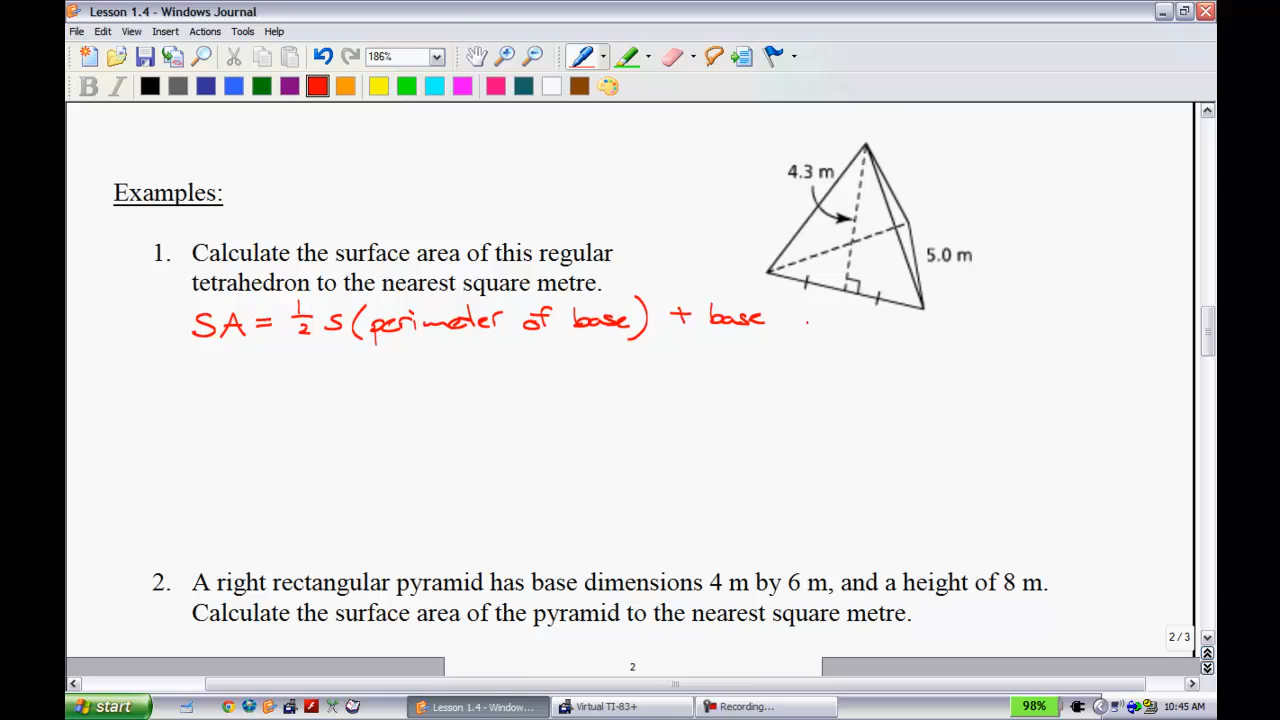 Lesson 1.4 - Windows Journal
File Edit View Insert Actions Tools Help
186%
B I
4.3 m
Examples:
1. Calculate the surface area of this regular
5.0 m
tetrahedron to the nearest square metre.
SA = 1/2 s (perimeter of base) + base
2. A right rectangular pyramid has base dimensions 4 m by 6 m, and a height of 8 m.
Calculate the surface area of the pyramid to the nearest square metre.
2 / 3
2
start Lesson 1.4 - Window... Virtual TI-83+ Recording... 98% 10:45 AM